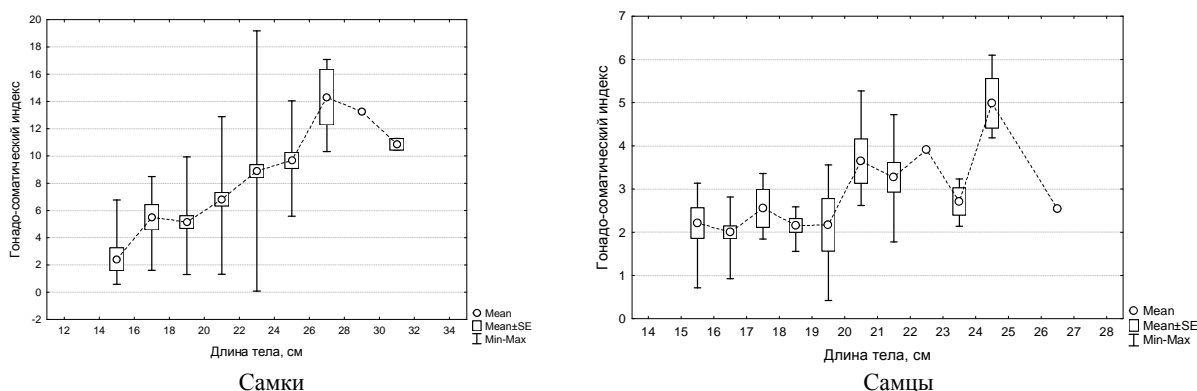 20
18
16
14
12
10
8
6
4
2
0
-2
Гонадо-соматический индекс
12 14 16 18 20 22 24 26 28 30 32 34
Длина тела, см
Mean
Mean±SE
Min-Max
Самки
7
6
5
4
3
2
1
0
Гонадо-соматический индекс
14 15 16 17 18 19 20 21 22 23 24 25 26 27 28
Длина тела, см
Mean
Mean±SE
Min-Max
Самцы